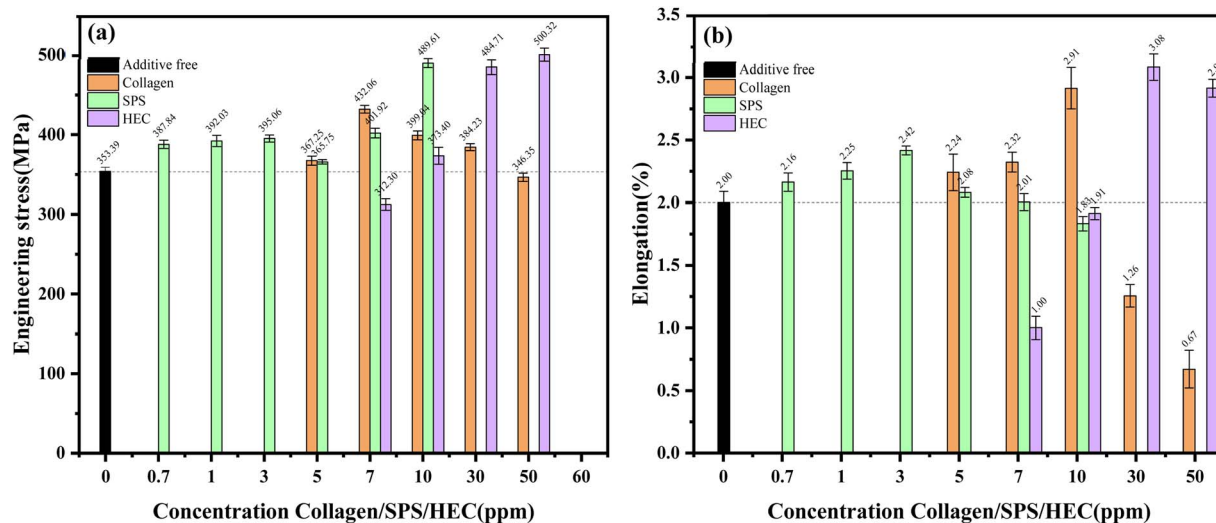 (a)
Additive free
Collagen
SPS
HEC
Engineering stress(MPa)
500
400
300
200
100
0
353.39
387.84
392.03
395.06
367.25
365.75
432.06
401.92
312.30
399.04
489.61
373.40
384.23
484.71
346.35
500.32
0 0.7 1 3 5 7 10 30 50 60
Concentration Collagen/SPS/HEC(ppm)
(b)
Additive free
Collagen
SPS
HEC
Elongation(%)
3.5
3.0
2.5
2.0
1.5
1.0
0.5
0.0
2.00
2.16
2.25
2.42
2.24
2.08
2.32
2.01
1.00
2.91
1.83
1.91
1.26
3.08
0.67
0 0.7 1 3 5 7 10 30 50
Concentration Collagen/SPS/HEC(ppm)